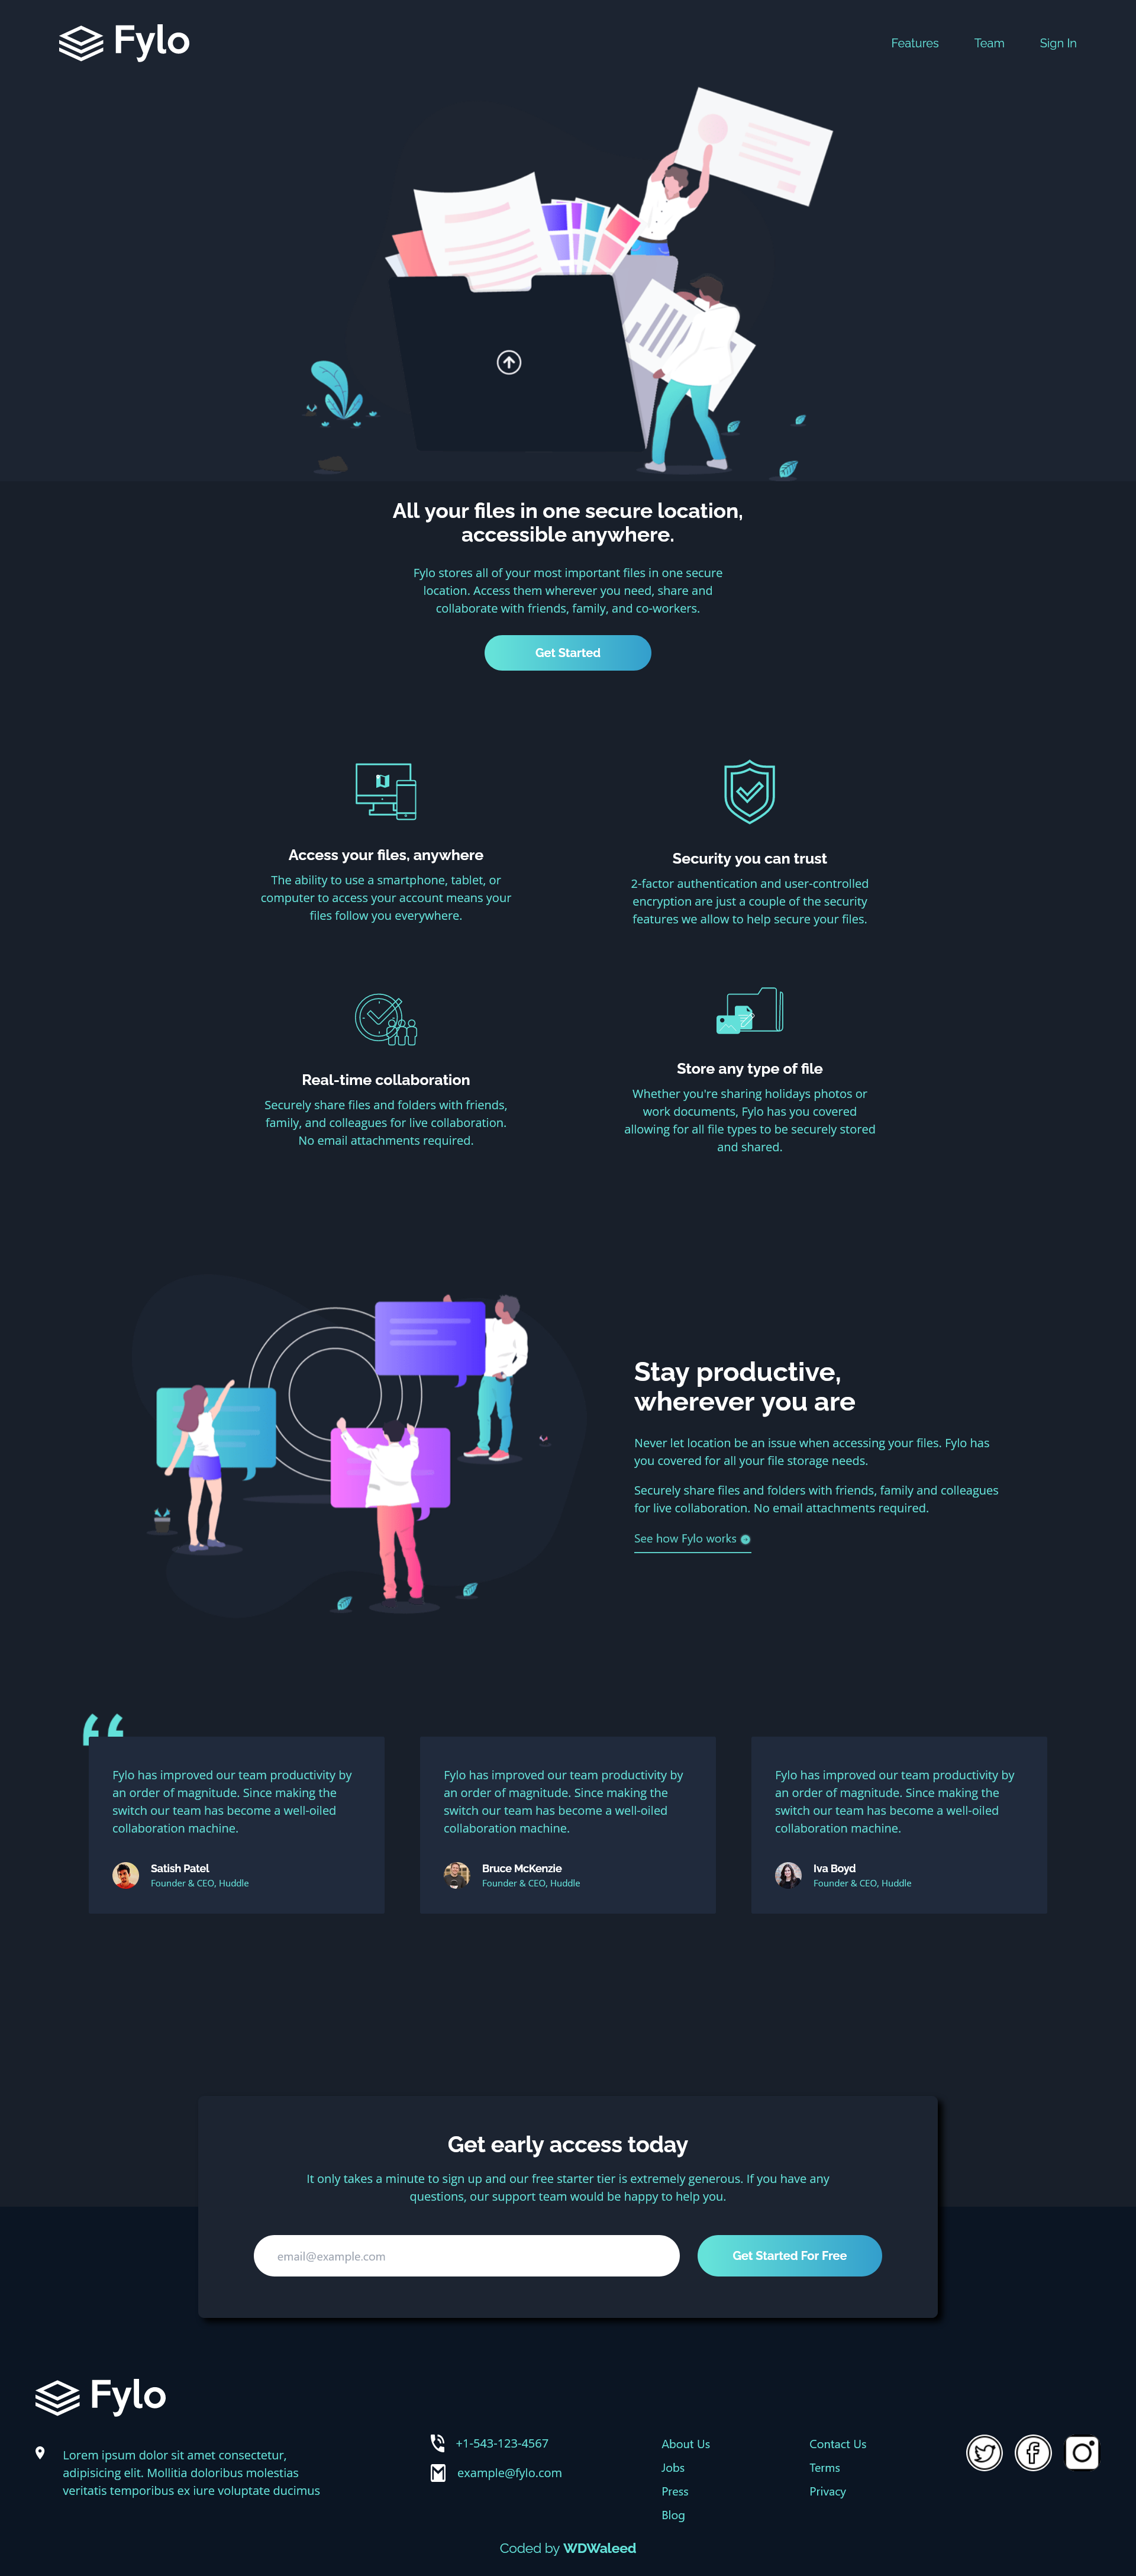 Fylo
Features
Team
Sign In
All your files in one secure location,
accessible anywhere.
Fylo stores all of your most important files in one secure
location. Access them wherever you need, share and
collaborate with friends, family, and co-workers.
Get Started
Access your files, anywhere
The ability to use a smartphone, tablet, or
computer to access your account means your
files follow you everywhere.
Security you can trust
2-factor authentication and user-controlled
encryption are just a couple of the security
features we allow to help secure your files.
Real-time collaboration
Securely share files and folders with friends,
family, and colleagues for live collaboration.
No email attachments required.
Store any type of file
Whether you're sharing holidays photos or
work documents, Fylo has you covered
allowing for all file types to be securely stored
and shared.
Stay productive,
wherever you are
Never let location be an issue when accessing your files. Fylo has
you covered for all your file storage needs.
Securely share files and folders with friends, family and colleagues
for live collaboration. No email attachments required.
See how Fylo works
Fylo has improved our team productivity by
an order of magnitude. Since making the
switch our team has become a well-oiled
collaboration machine.
Satish Patel
Founder & CEO, Huddle
Fylo has improved our team productivity by
an order of magnitude. Since making the
switch our team has become a well-oiled
collaboration machine.
Bruce McKenzie
Founder & CEO, Huddle
Fylo has improved our team productivity by
an order of magnitude. Since making the
switch our team has become a well-oiled
collaboration machine.
Iva Boyd
Founder & CEO, Huddle
Get early access today
It only takes a minute to sign up and our free starter tier is extremely generous. If you have any
questions, our support team would be happy to help you.
email@example.com
Get Started For Free
Fylo
Lorem ipsum dolor sit amet consectetur,
adipisicing elit. Mollitia doloribus molestias
veritatis temporibus ex iure voluptate ducimus
+1-543-123-4567
example@fylo.com
About Us
Jobs
Press
Blog
Contact Us
Terms
Privacy
Coded by WDWaleed